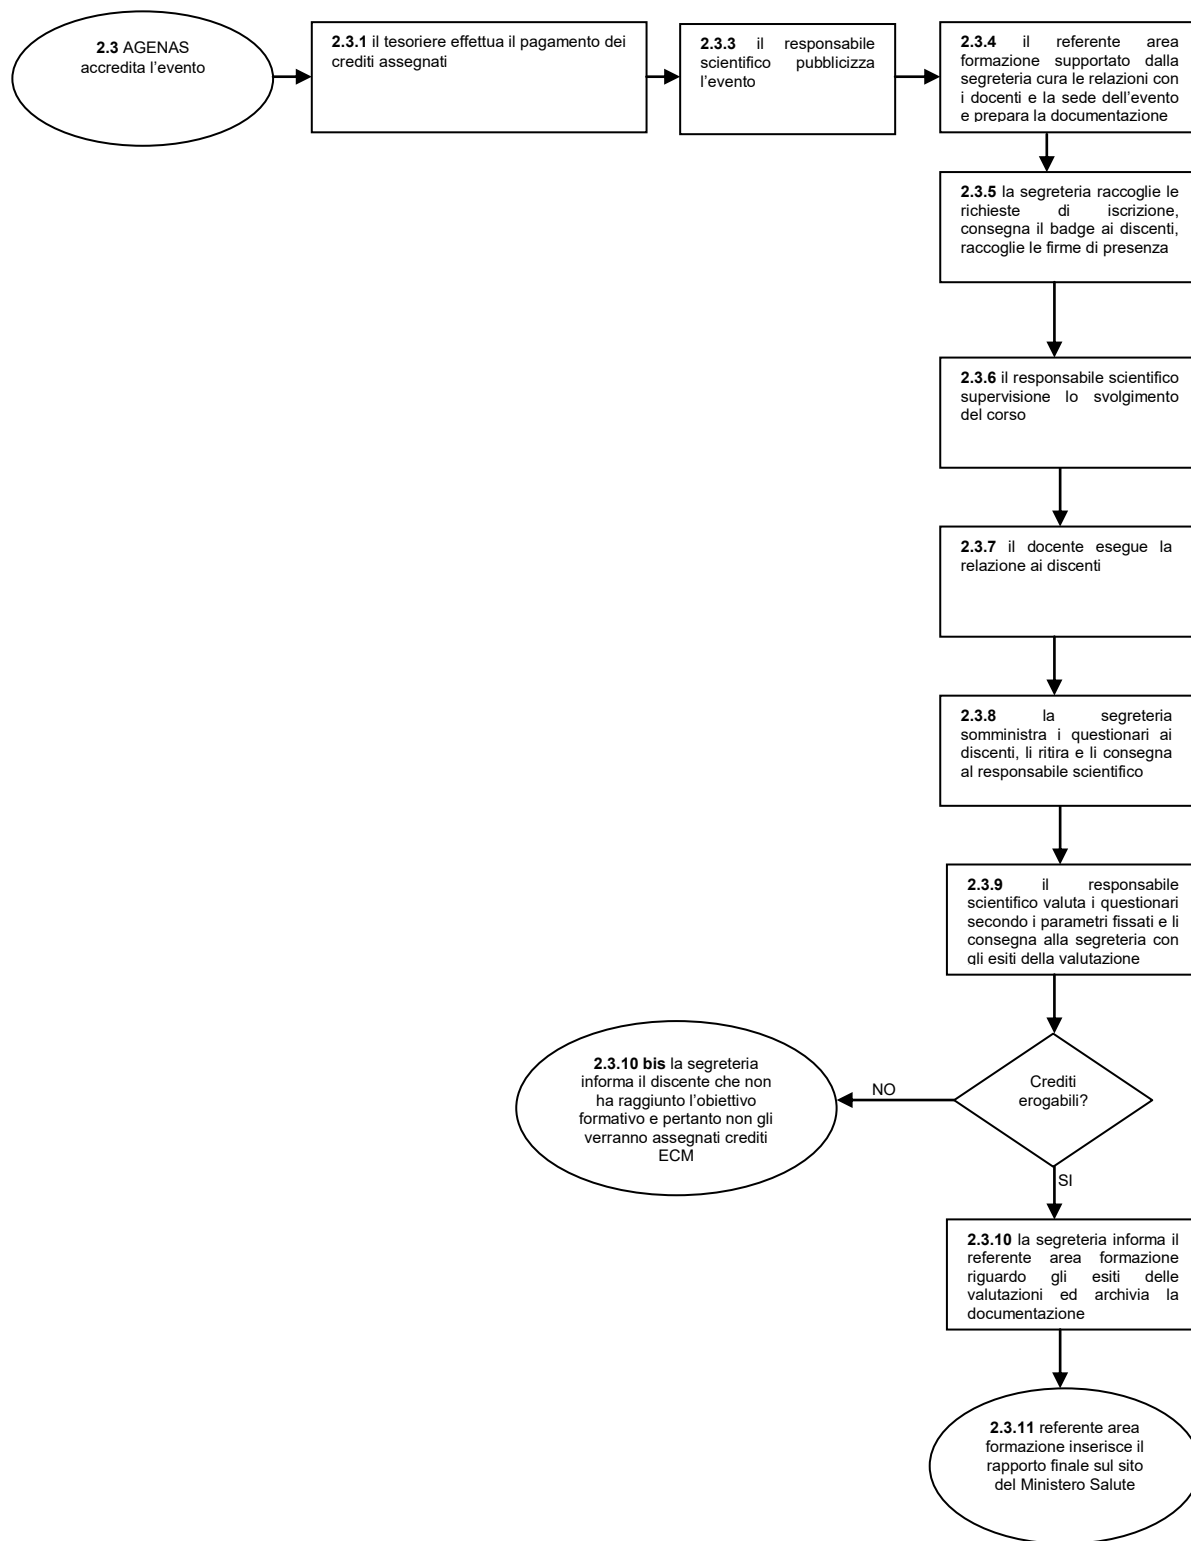 2.3 AGENAS
accredita l'evento
2.3.1 il tesoriere effettua il pagamento dei
crediti assegnati
2.3.3 il responsabile
scientifico pubblicizza
l'evento
2.3.4 il referente area
formazione supportato dalla
segreteria cura le relazioni con
i docenti e la sede dell'evento
e prepara la documentazione
2.3.5 la segreteria raccoglie le
richieste di iscrizione,
consegna il badge ai discenti,
raccoglie le firme di presenza
2.3.6 il responsabile scientifico
supervisione lo svolgimento
del corso
2.3.7 il docente esegue la
relazione ai discenti
2.3.8 la segreteria
somministra i questionari ai
discenti, li ritira e li consegna
al responsabile scientifico
2.3.9 il responsabile
scientifico valuta i questionari
secondo i parametri fissati e li
consegna alla segreteria con
gli esiti della valutazione
Crediti
erogabili?
NO
2.3.10 bis la segreteria
informa il discente che non
ha raggiunto l'obiettivo
formativo e pertanto non gli
verranno assegnati crediti
ECM
SI
2.3.10 la segreteria informa il
referente area formazione
riguardo gli esiti delle
valutazioni ed archivia la
documentazione
2.3.11 referente area
formazione inserisce il
rapporto finale sul sito
del Ministero Salute